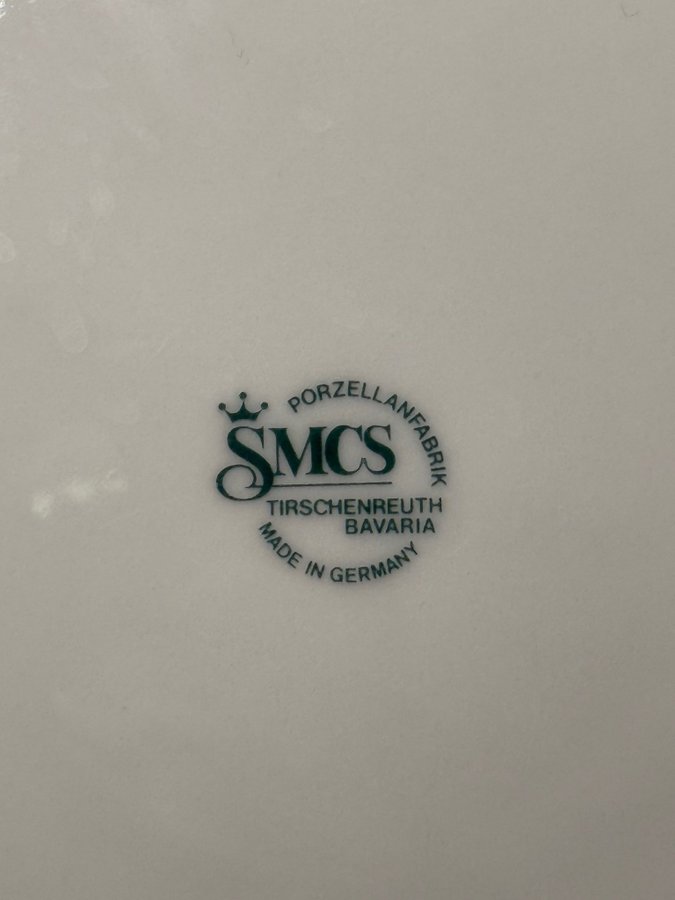 PORZELLANFABRIK
SMCS
TIRSCHENREUTH
BAVARIA
MADE IN GERMANY